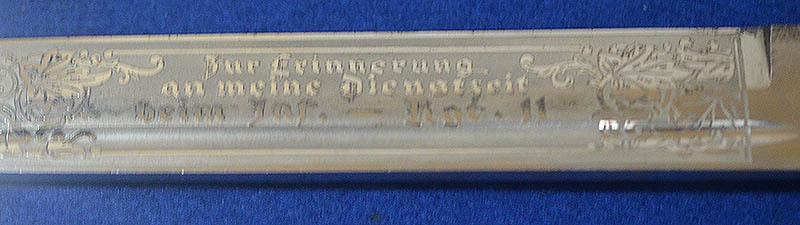 Zur Erinnerung
an meine Dienstzeit
beim Inf. – Rgt. 11